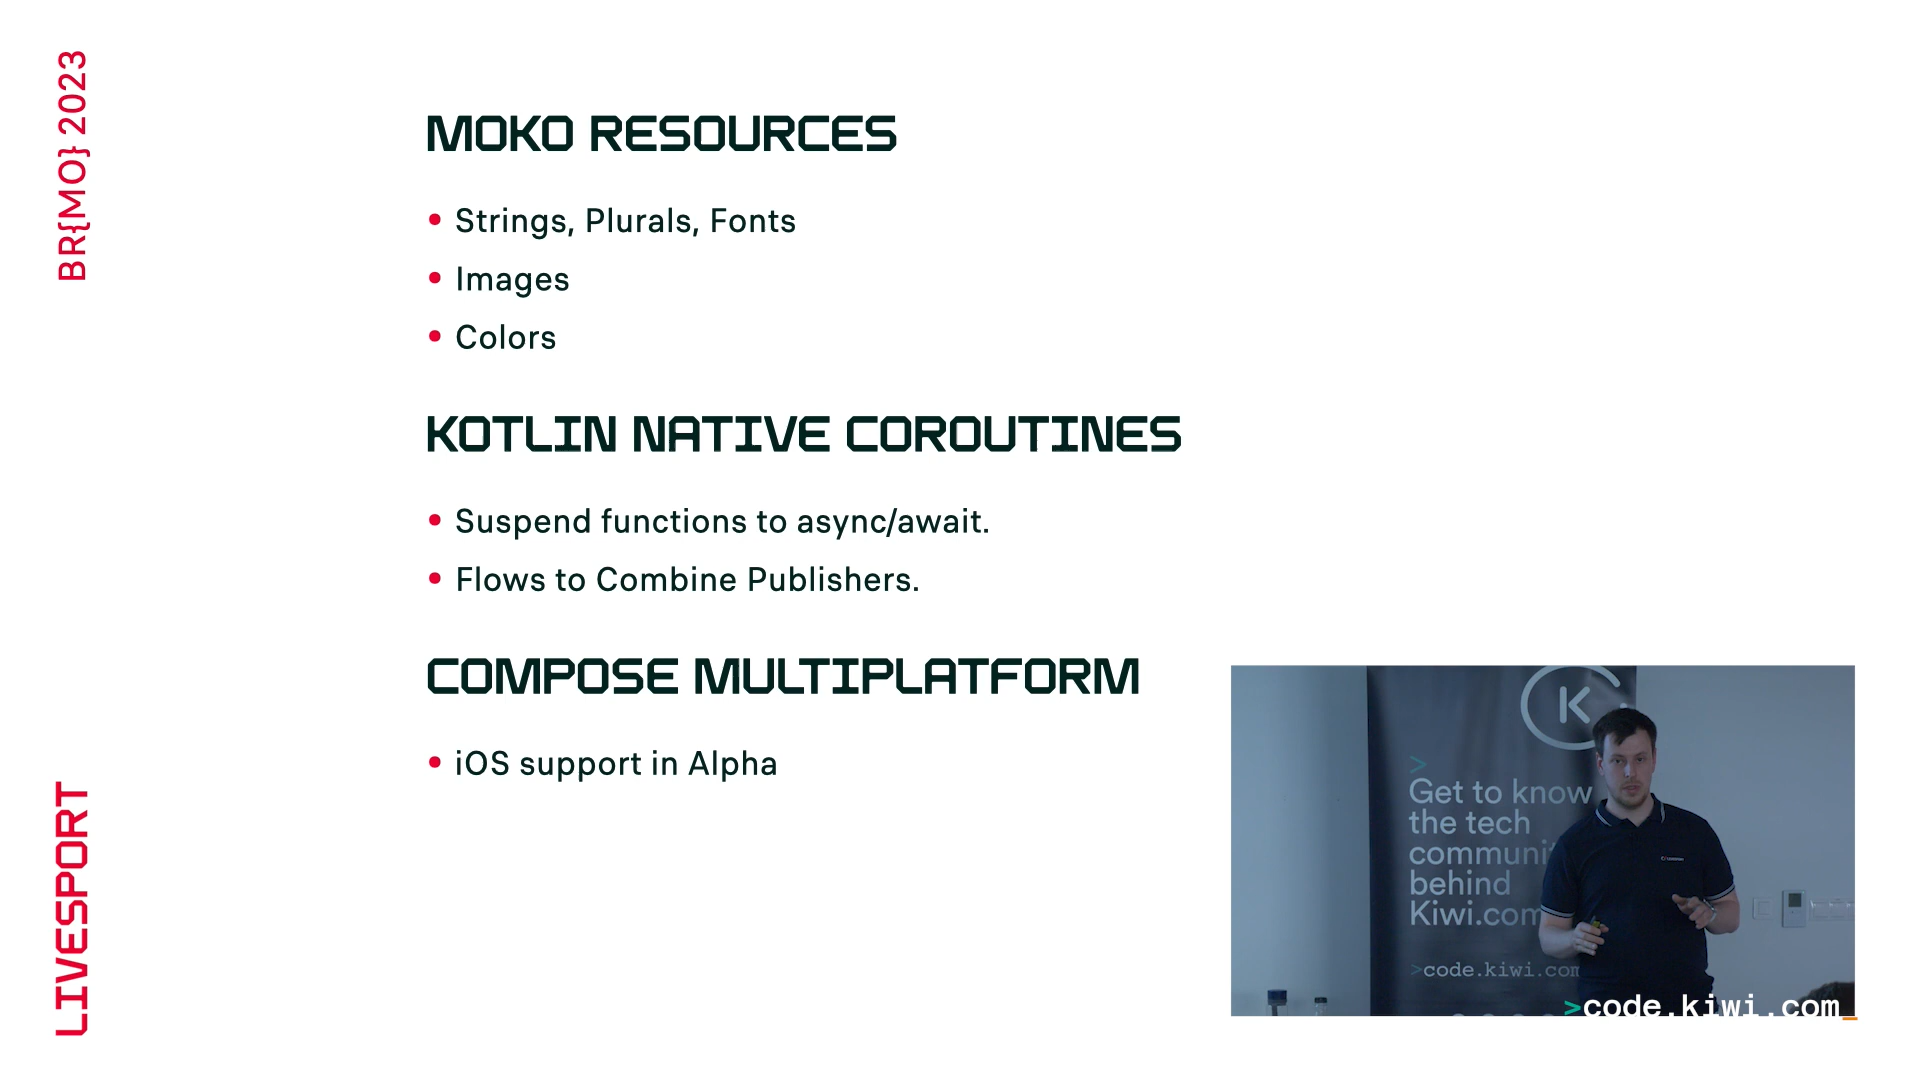 BR{MO} 2023
LIVESPORT
MOKO RESOURCES
• Strings, Plurals, Fonts
• Images
• Colors
KOTLIN NATIVE COROUTINES
• Suspend functions to async/await.
• Flows to Combine Publishers.
COMPOSE MULTIPLATFORM
• iOS support in Alpha
K
>
Get to know
the tech
communi
behind
Kiwi.com
>code.kiwi.com
>code.kiwi.com_